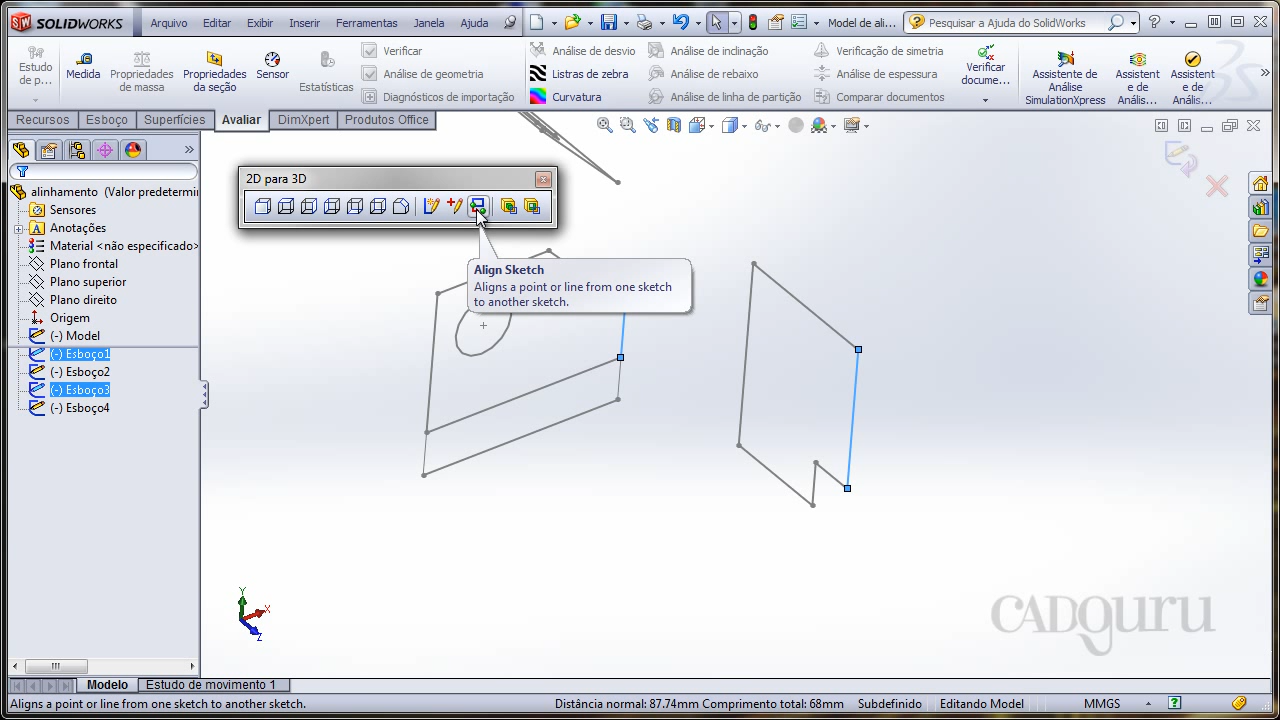 SOLIDWORKS
Arquivo Editar Exibir Inserir Ferramentas Janela Ajuda
Model de ali...
Pesquisar a Ajuda do SolidWorks
Estudo de p...
Medida
Propriedades de massa
Propriedades da seção
Sensor
Estatísticas
Verificar
Análise de geometria
Diagnósticos de importação
Análise de desvio
Listras de zebra
Curvatura
Análise de inclinação
Análise de rebaixo
Análise de linha de partição
Verificação de simetria
Análise de espessura
Comparar documentos
Verificar docume...
Assistente de Análise SimulationXpress
Assistent e de Anális...
Assistent e de Anális...
Recursos Esboço Superfícies Avaliar DimXpert Produtos Office
alinhamento (Valor predetermin
Sensores
Anotações
Material <não especificado>
Plano frontal
Plano superior
Plano direito
Origem
(-) Model
(-) Esboço1
(-) Esboço2
(-) Esboço3
(-) Esboço4
2D para 3D
Align Sketch
Aligns a point or line from one sketch
to another sketch.
Y
X
Z
CADguru
Modelo Estudo de movimento 1
Aligns a point or line from one sketch to another sketch.
Distância normal: 87.74mm Comprimento total: 68mm Subdefinido Editando Model MMGS